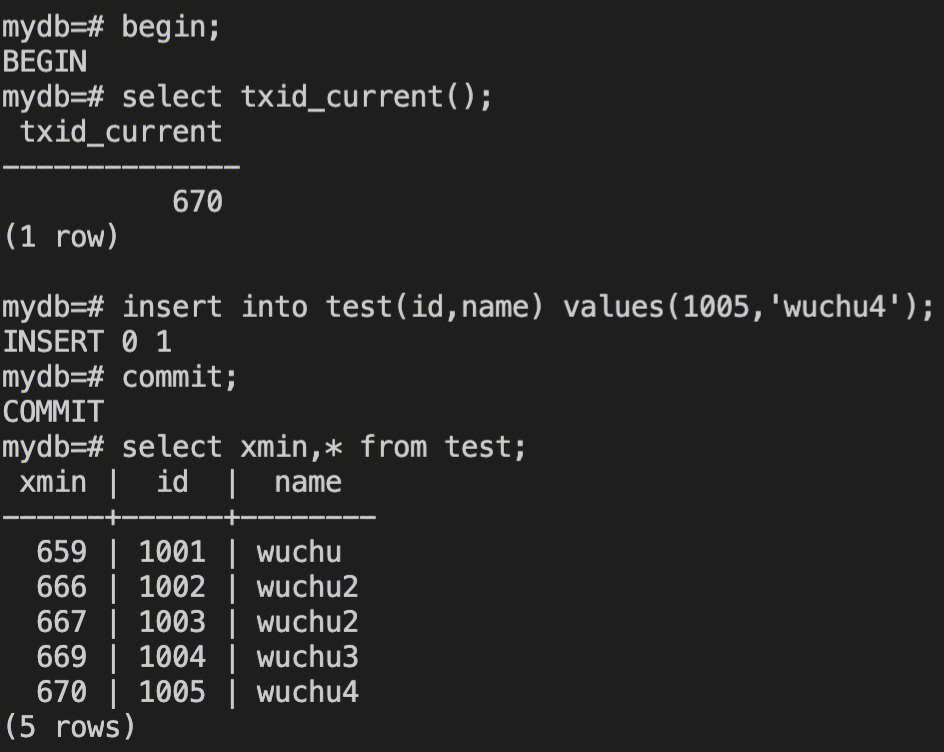 mydb=# begin;
BEGIN
mydb=# select txid_current();
 txid_current
--------------
          670
(1 row)

mydb=# insert into test(id,name) values(1005,'wuchu4');
INSERT 0 1
mydb=# commit;
COMMIT
mydb=# select xmin,* from test;
 xmin |  id  |  name
------+------+--------
  659 | 1001 | wuchu
  666 | 1002 | wuchu2
  667 | 1003 | wuchu2
  669 | 1004 | wuchu3
  670 | 1005 | wuchu4
(5 rows)